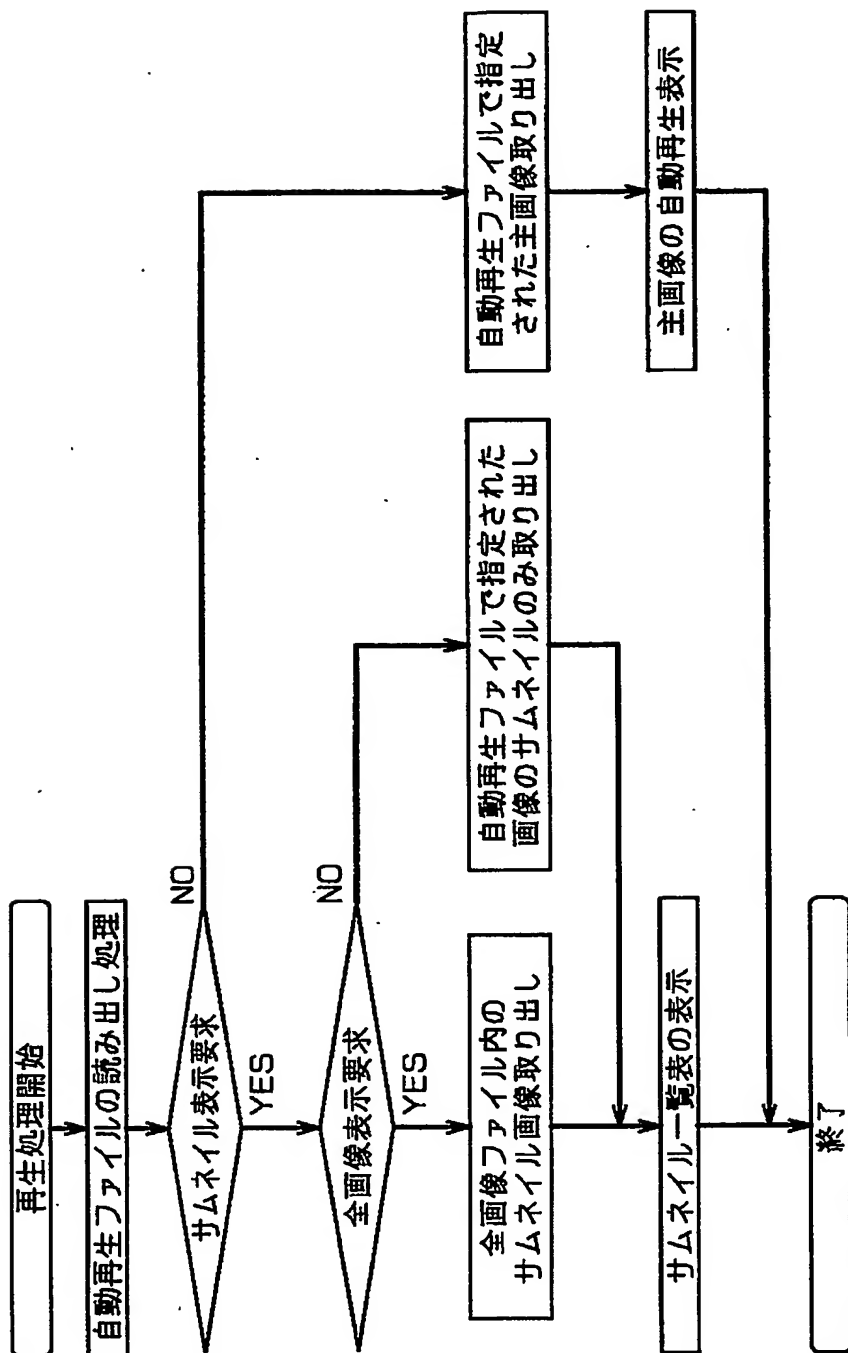 再生処理開始
自動再生ファイルの読み出し処理
サムネイル表示要求
NO
YES
全画像表示要求
NO
YES
全画像ファイル内の
サムネイル画像取り出し
自動再生ファイルで指定された
画像のサムネイルのみ取り出し
自動再生ファイルで指定
された主画像取り出し
サムネイル一覧表の表示
主画像の自動再生表示
終了